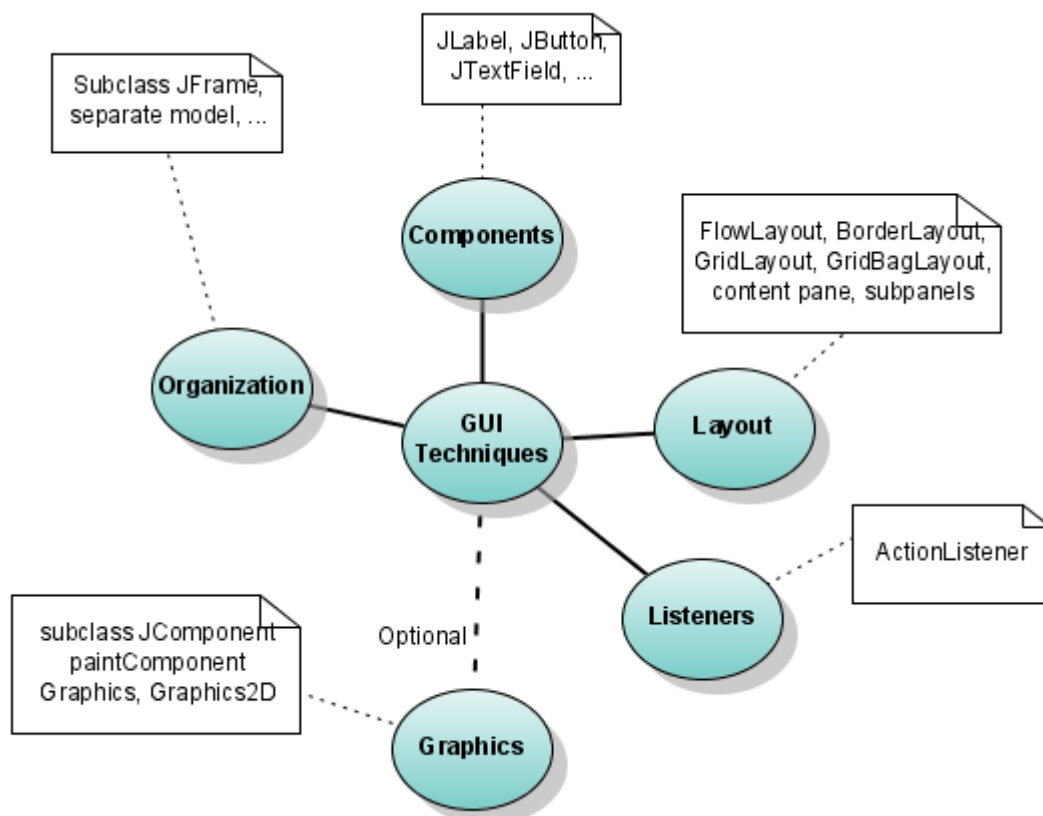 JLabel, JButton,
JTextField, ...
Subclass JFrame,
separate model, ...
Components
FlowLayout, BorderLayout,
GridLayout, GridBagLayout,
content pane, subpanels
Organization
GUI
Techniques
Layout
ActionListener
Listeners
Optional
subclass JComponent
paintComponent
Graphics, Graphics2D
Graphics